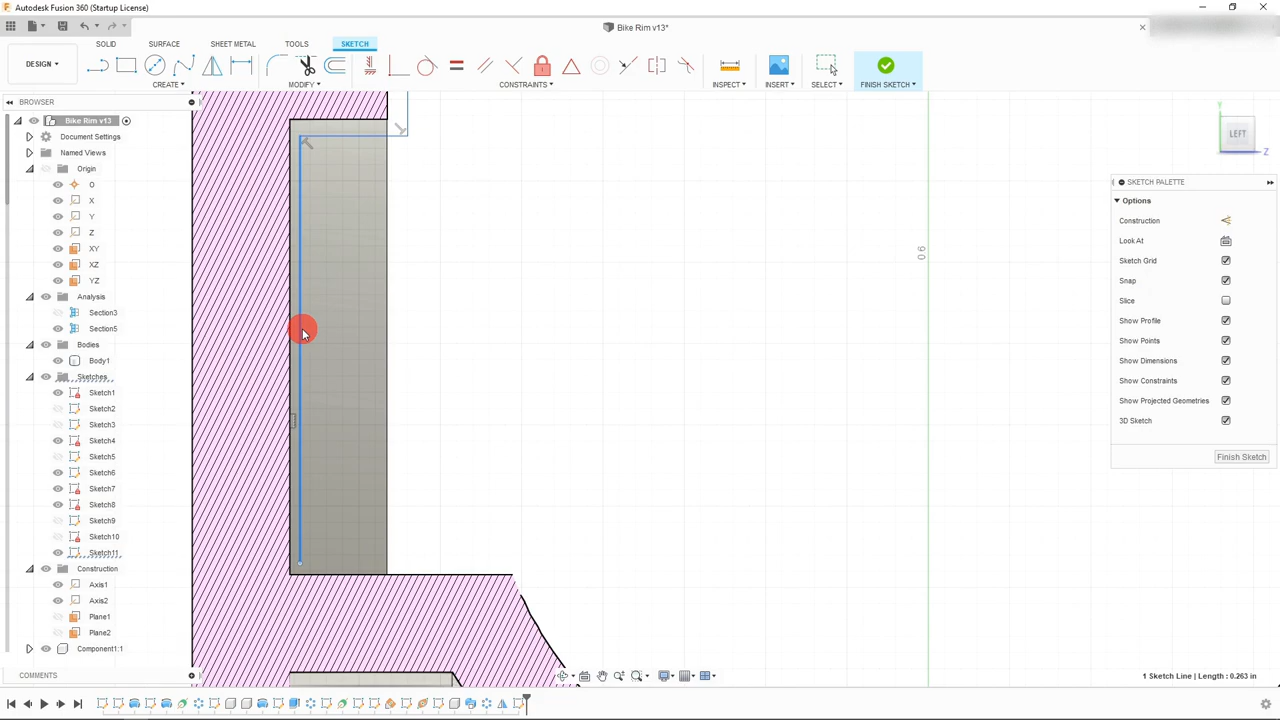 Autodesk Fusion 360 (Startup License)
Bike Rim v13*
SOLID SURFACE SHEET METAL TOOLS SKETCH
DESIGN
CREATE MODIFY CONSTRAINTS INSPECT INSERT SELECT FINISH SKETCH
BROWSER
Bike Rim v13
Document Settings
Named Views
Origin
O
X
Y
Z
XY
XZ
YZ
Analysis
Section3
Section5
Bodies
Body1
Sketches
Sketch1
Sketch2
Sketch3
Sketch4
Sketch5
Sketch6
Sketch7
Sketch8
Sketch9
Sketch10
Sketch11
Construction
Axis1
Axis2
Plane1
Plane2
Component1:1
COMMENTS
0.6
Y
LEFT
Z
SKETCH PALETTE
Options
Construction
Look At
Sketch Grid
Snap
Slice
Show Profile
Show Points
Show Dimensions
Show Constraints
Show Projected Geometries
3D Sketch
Finish Sketch
1 Sketch Line | Length : 0.263 in